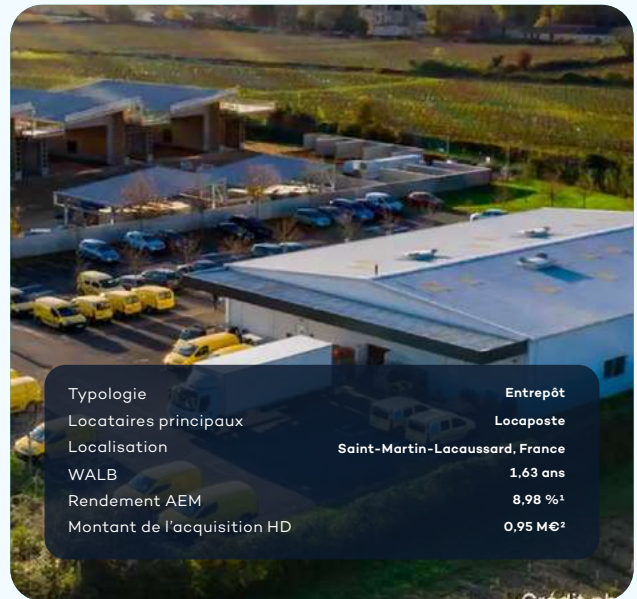 Typologie Entrepôt
Locataires principaux Locaposte
Localisation Saint-Martin-Lacaussard, France
WALB 1,63 ans
Rendement AEM 8,98 %¹
Montant de l'acquisition HD 0,95 M€²
Crédit